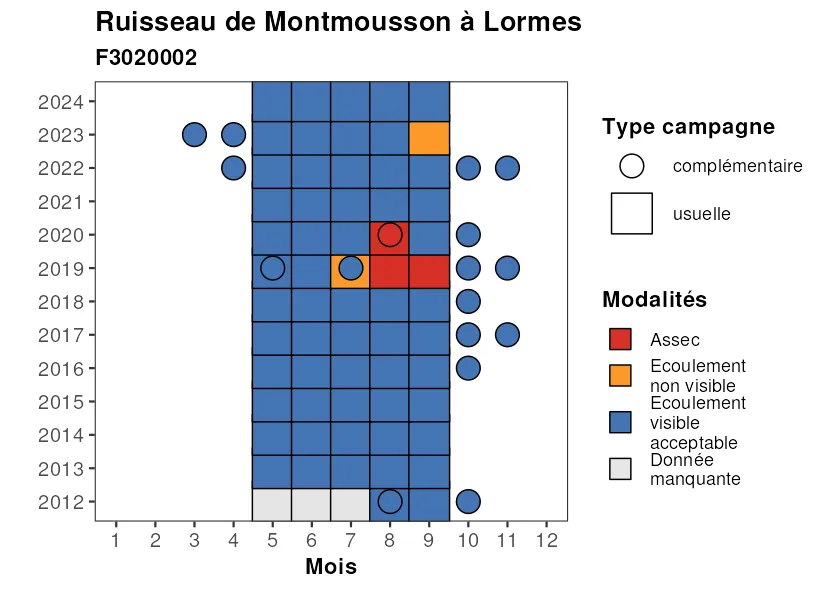 Ruisseau de Montmousson à Lormes
F3020002
2024
2023
2022
2021
2020
2019
2018
2017
2016
2015
2014
2013
2012
1 2 3 4 5 6 7 8 9 10 11 12
Mois
Type campagne
complémentaire
usuelle
Modalités
Assec
Ecoulement
non visible
Ecoulement
visible
acceptable
Donnée
manquante